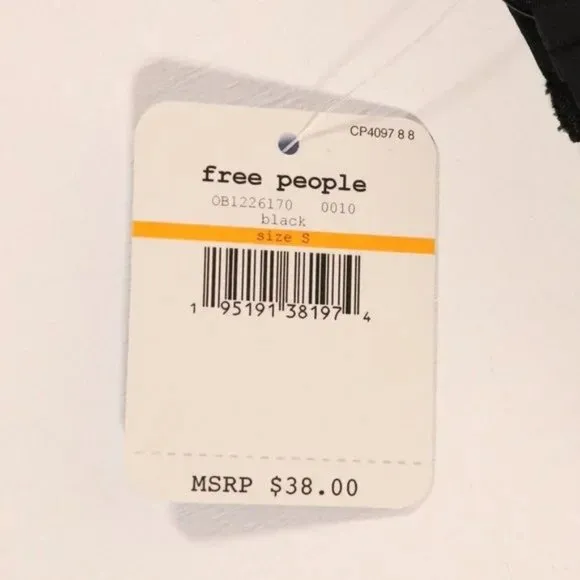 CP4097 8 8
free people
OB1226170 0010
black
size S
1 95191 38197 4
MSRP $38.00